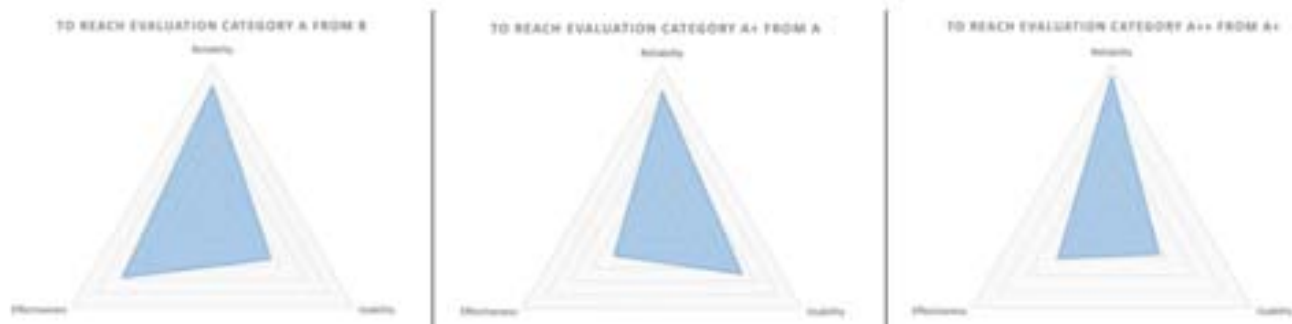 TO REACH EVALUATION CATEGORY A FROM B
Reliability
Effectiveness
Usability
TO REACH EVALUATION CATEGORY A+ FROM A
Reliability
Effectiveness
Usability
TO REACH EVALUATION CATEGORY A++ FROM A+
Reliability
Effectiveness
Usability